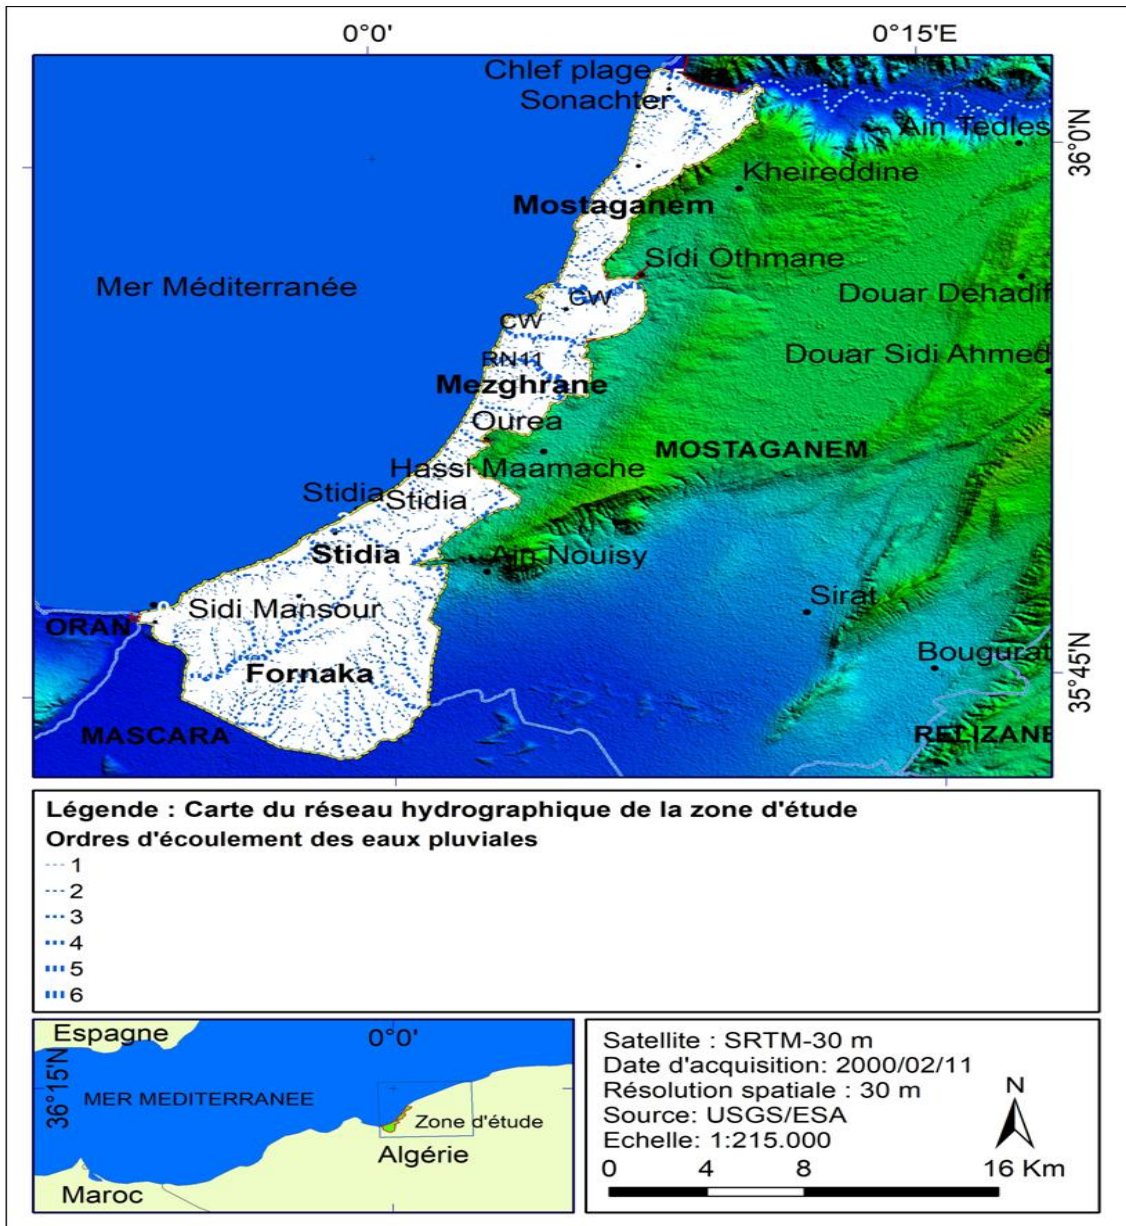 0°0'
0°15'E
Chlef plage
Sonachter
Ain Tedles
36°0'N
Kheireddine
Mostaganem
Sidi Othmane
Mer Méditerranée
Douar Dehadif
CW
CW
Douar Sidi Ahmed
RN11
Mezghrane
Ourea
MOSTAGANEM
Hassi Maamache
Stidia
Stidia
Stidia
Ain Nouisy
Sidi Mansour
Sirat
ORAN
Bougurat
Fornaka
35°45'N
MASCARA
RELIZANE
Légende : Carte du réseau hydrographique de la zone d'étude
Ordres d'écoulement des eaux pluviales
1
2
3
4
5
6
Espagne
0°0'
36°15'N
MER MEDITERRANEE
Zone d'étude
Algérie
Maroc
Satellite : SRTM-30 m
Date d'acquisition: 2000/02/11
Résolution spatiale : 30 m
Source: USGS/ESA
Echelle: 1:215.000
N
0 4 8 16 Km